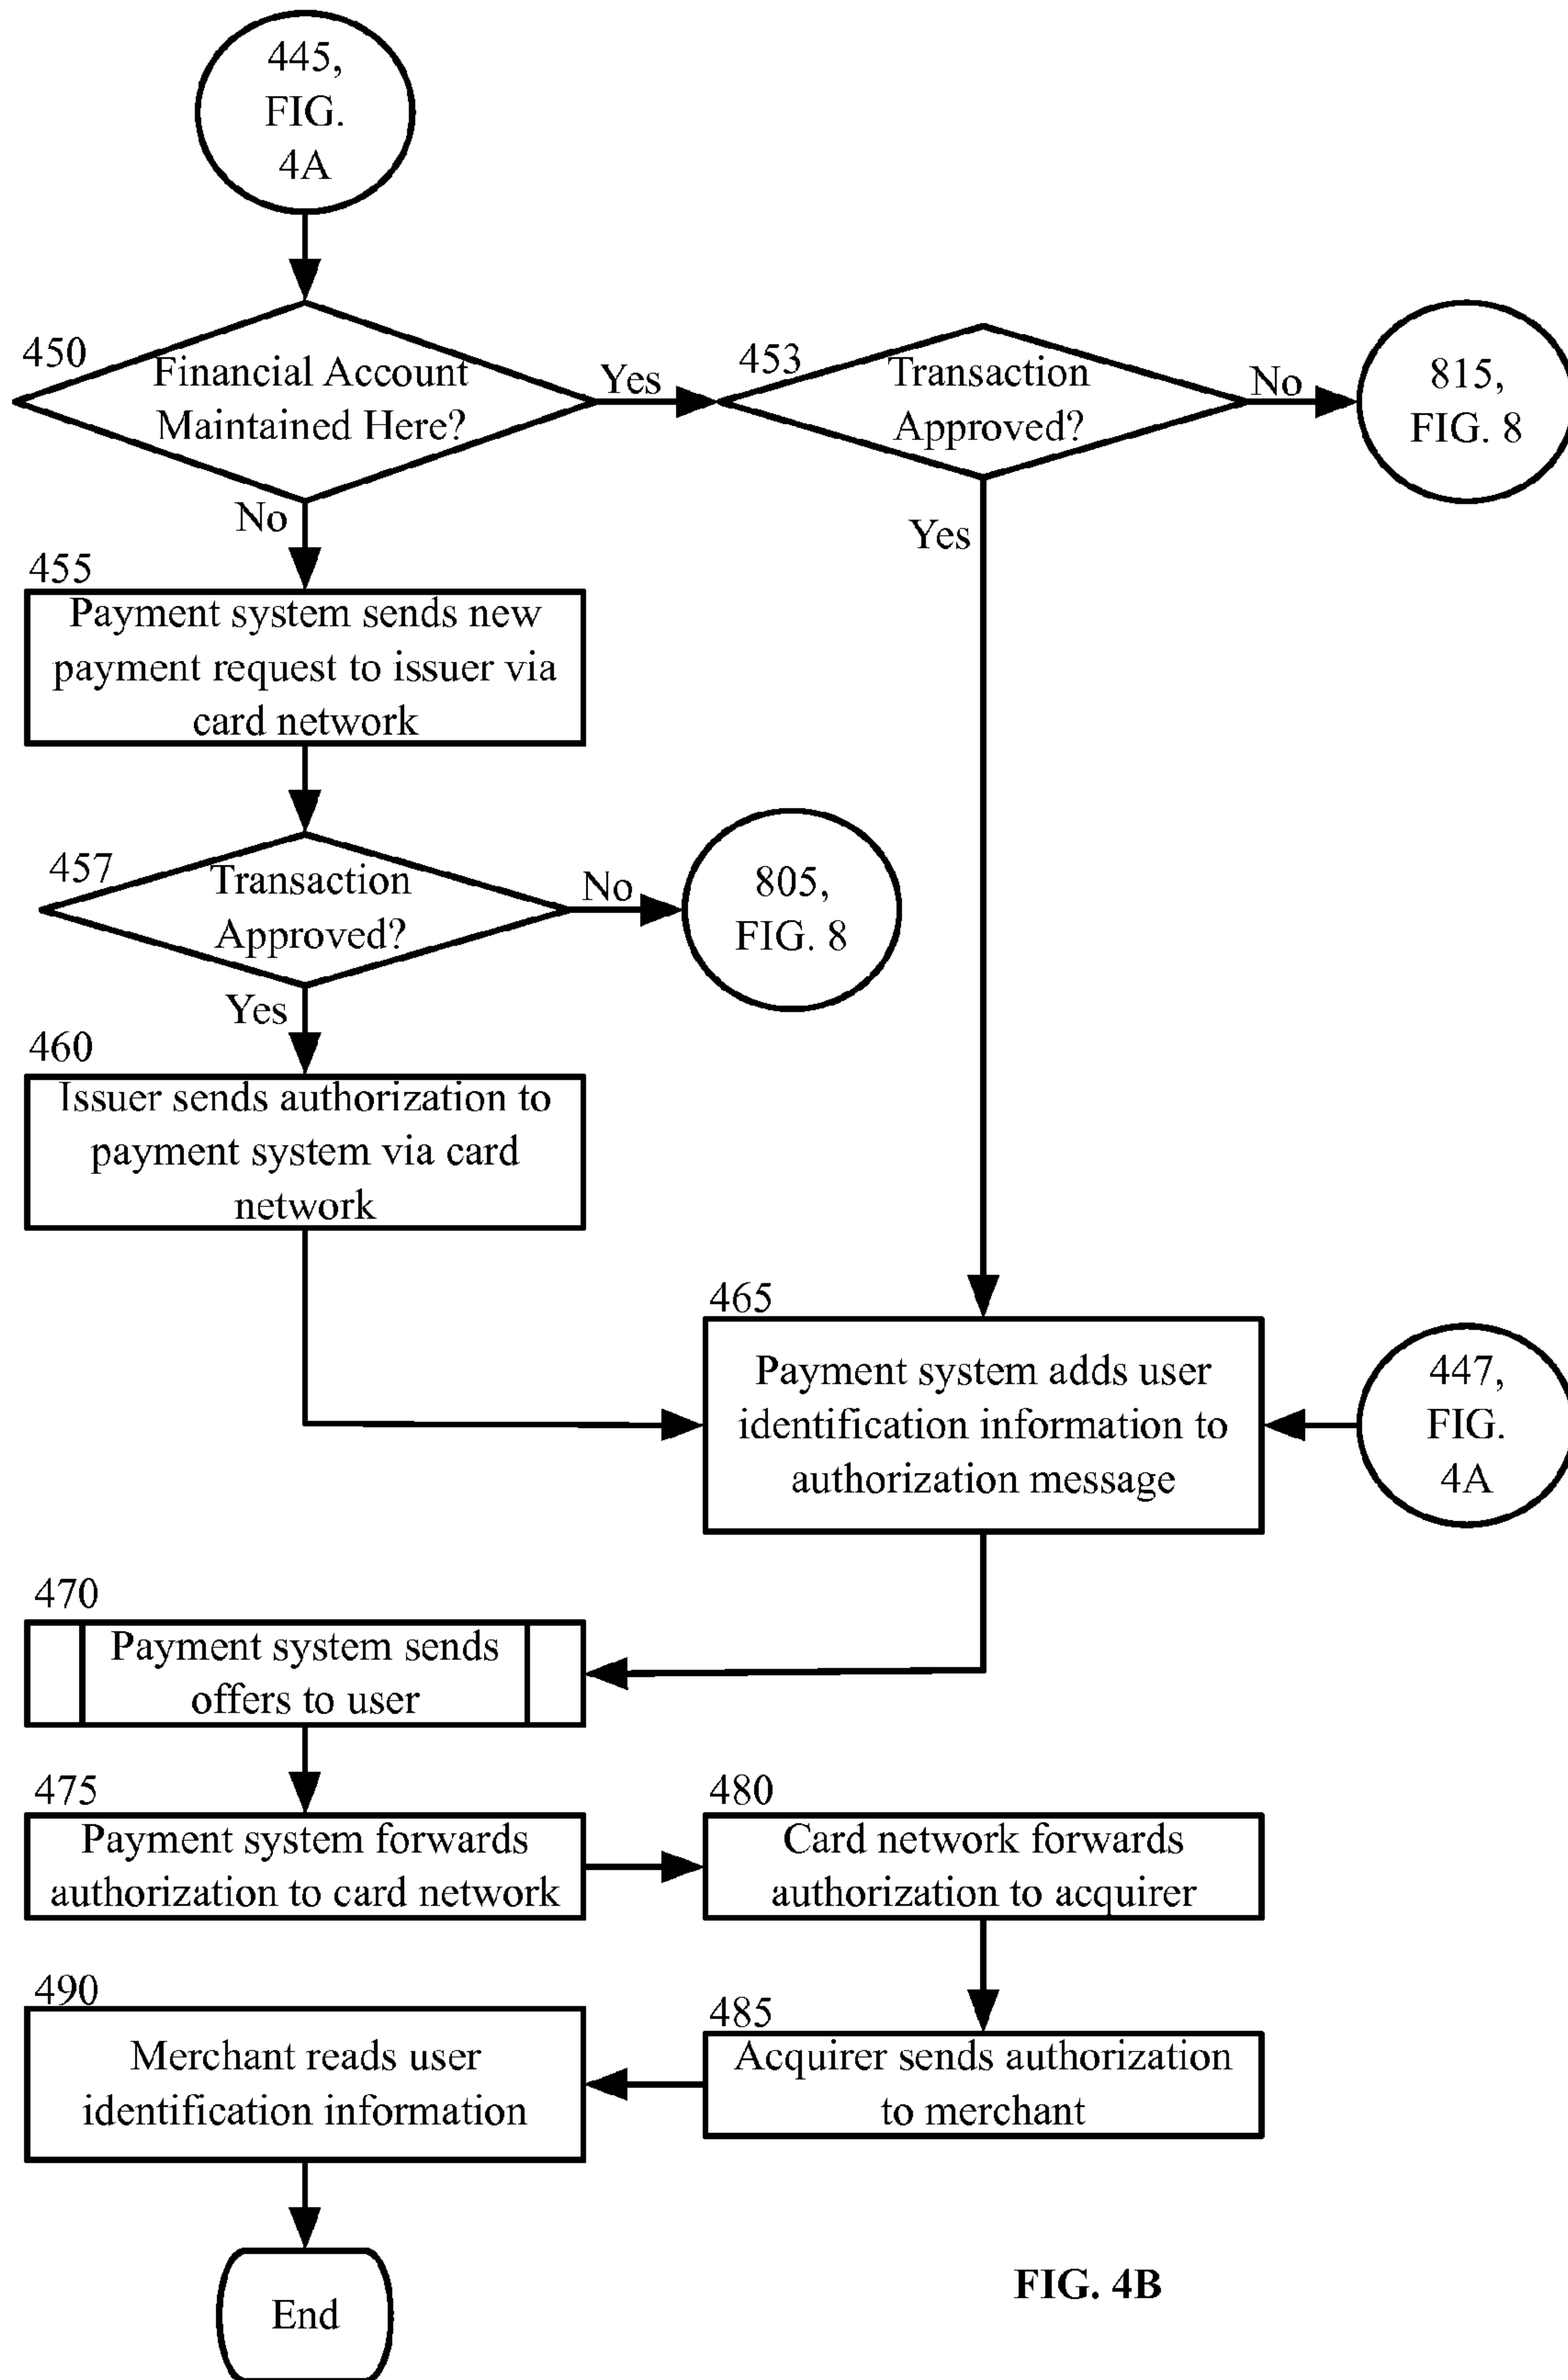 445,
FIG.
4A
450
Financial Account
Maintained Here?
Yes
453
Transaction
Approved?
No
815,
FIG. 8
No
Yes
455
Payment system sends new
payment request to issuer via
card network
457
Transaction
Approved?
No
805,
FIG. 8
Yes
460
Issuer sends authorization to
payment system via card
network
465
Payment system adds user
identification information to
authorization message
447,
FIG.
4A
470
Payment system sends
offers to user
475
Payment system forwards
authorization to card network
480
Card network forwards
authorization to acquirer
485
Acquirer sends authorization
to merchant
490
Merchant reads user
identification information
End
FIG. 4B